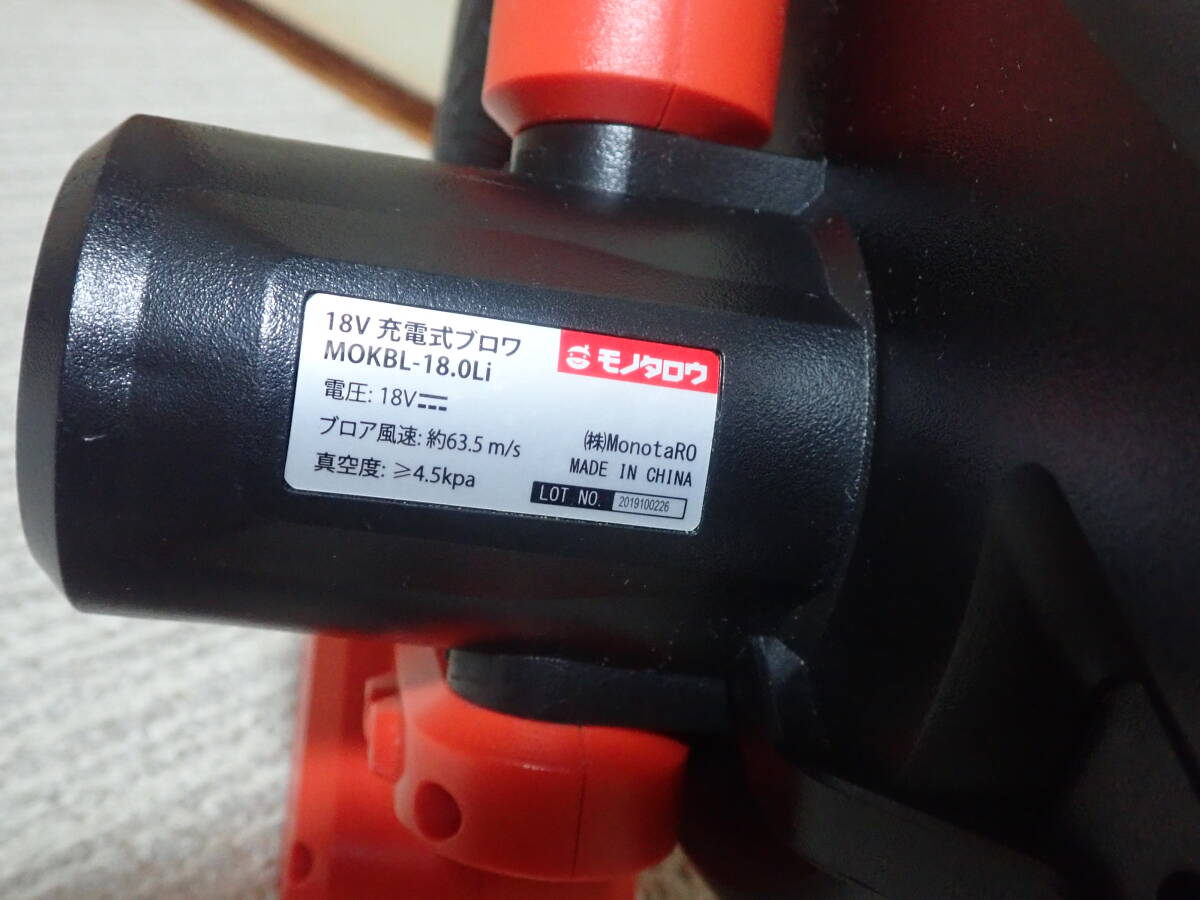 18V 充電式ブロワ
MOKBL-18.0Li
モノタロウ
電圧: 18V
ブロア風速: 約63.5 m/s
真空度: ≥4.5kpa
㈱MonotaRO
MADE IN CHINA
LOT NO. 2019100226